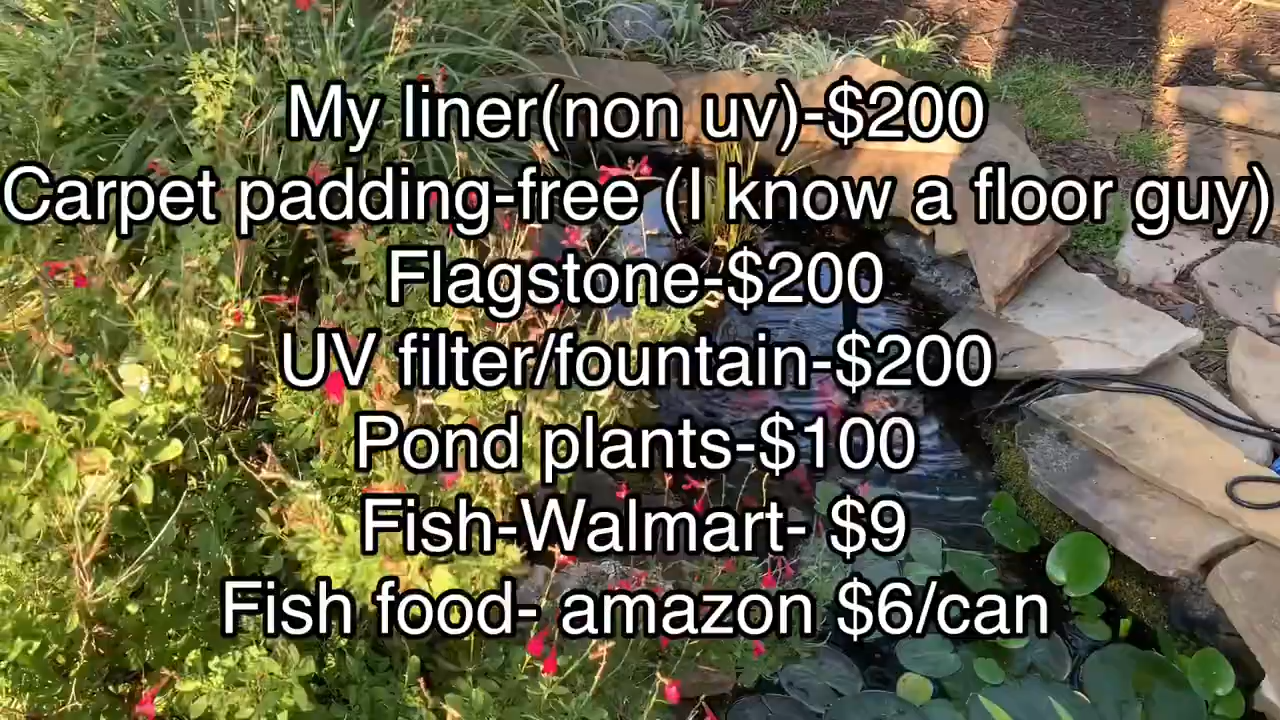 My liner(non uv)-$200
Carpet padding-free (I know a floor guy)
Flagstone-$200
UV filter/fountain-$200
Pond plants-$100
Fish-Walmart- $9
Fish food- amazon $6/can